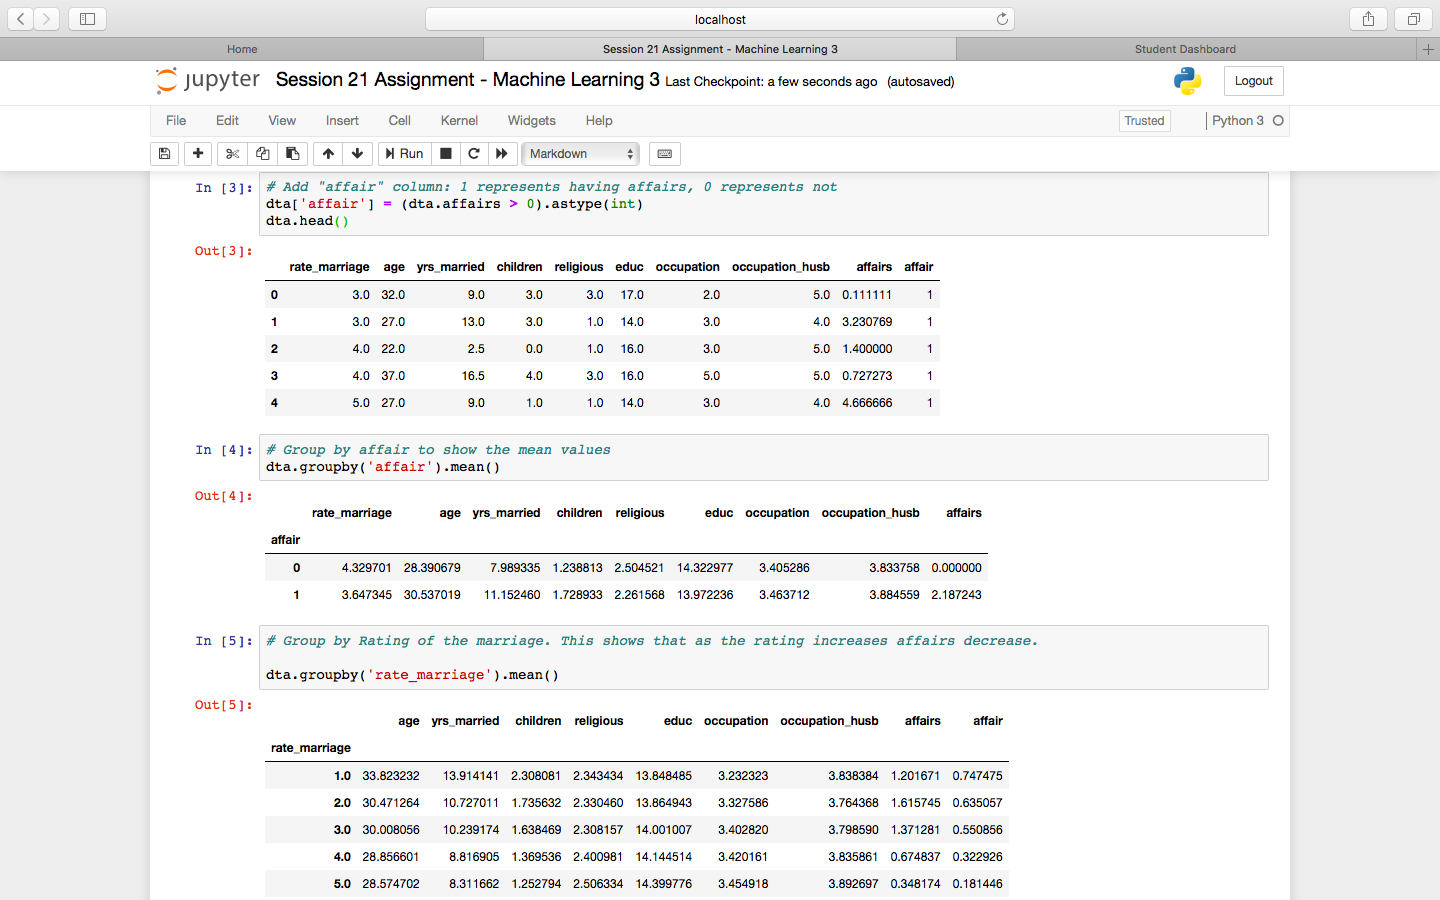 localhost
Home
Session 21 Assignment - Machine Learning 3
Student Dashboard
jupyter Session 21 Assignment - Machine Learning 3 Last Checkpoint: a few seconds ago (autosaved)
Logout
File Edit View Insert Cell Kernel Widgets Help
Trusted
Python 3
Run
Markdown
In [3]: # Add "affair" column: 1 represents having affairs, 0 represents not
dta['affair'] = (dta.affairs > 0).astype(int)
dta.head()
Out[3]:
rate_marriage age yrs_married children religious educ occupation occupation_husb affairs affair
0 3.0 32.0 9.0 3.0 3.0 17.0 2.0 5.0 0.111111 1
1 3.0 27.0 13.0 3.0 1.0 14.0 3.0 4.0 3.230769 1
2 4.0 22.0 2.5 0.0 1.0 16.0 3.0 5.0 1.400000 1
3 4.0 37.0 16.5 4.0 3.0 16.0 5.0 5.0 0.727273 1
4 5.0 27.0 9.0 1.0 1.0 14.0 3.0 4.0 4.666666 1
In [4]: # Group by affair to show the mean values
dta.groupby('affair').mean()
Out[4]:
rate_marriage age yrs_married children religious educ occupation occupation_husb affairs
affair
0 4.329701 28.390679 7.989335 1.238813 2.504521 14.322977 3.405286 3.833758 0.000000
1 3.647345 30.537019 11.152460 1.728933 2.261568 13.972236 3.463712 3.884559 2.187243
In [5]: # Group by Rating of the marriage. This shows that as the rating increases affairs decrease.
dta.groupby('rate_marriage').mean()
Out[5]:
age yrs_married children religious educ occupation occupation_husb affairs affair
rate_marriage
1.0 33.823232 13.914141 2.308081 2.343434 13.848485 3.232323 3.838384 1.201671 0.747475
2.0 30.471264 10.727011 1.735632 2.330460 13.864943 3.327586 3.764368 1.615745 0.635057
3.0 30.008056 10.239174 1.638469 2.308157 14.001007 3.402820 3.798590 1.371281 0.550856
4.0 28.856601 8.816905 1.369536 2.400981 14.144514 3.420161 3.835861 0.674837 0.322926
5.0 28.574702 8.311662 1.252794 2.506334 14.399776 3.454918 3.892697 0.348174 0.181446